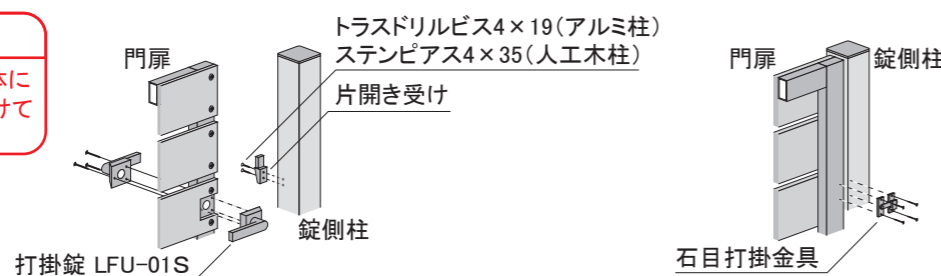 体に
けて
トラスドリルビス4×19(アルミ柱)
ステンピアス4×35(人工木柱)
門扉
片開き受け
錠側柱
打掛錠 LFU-01S
門扉
錠側柱
石目打掛金具